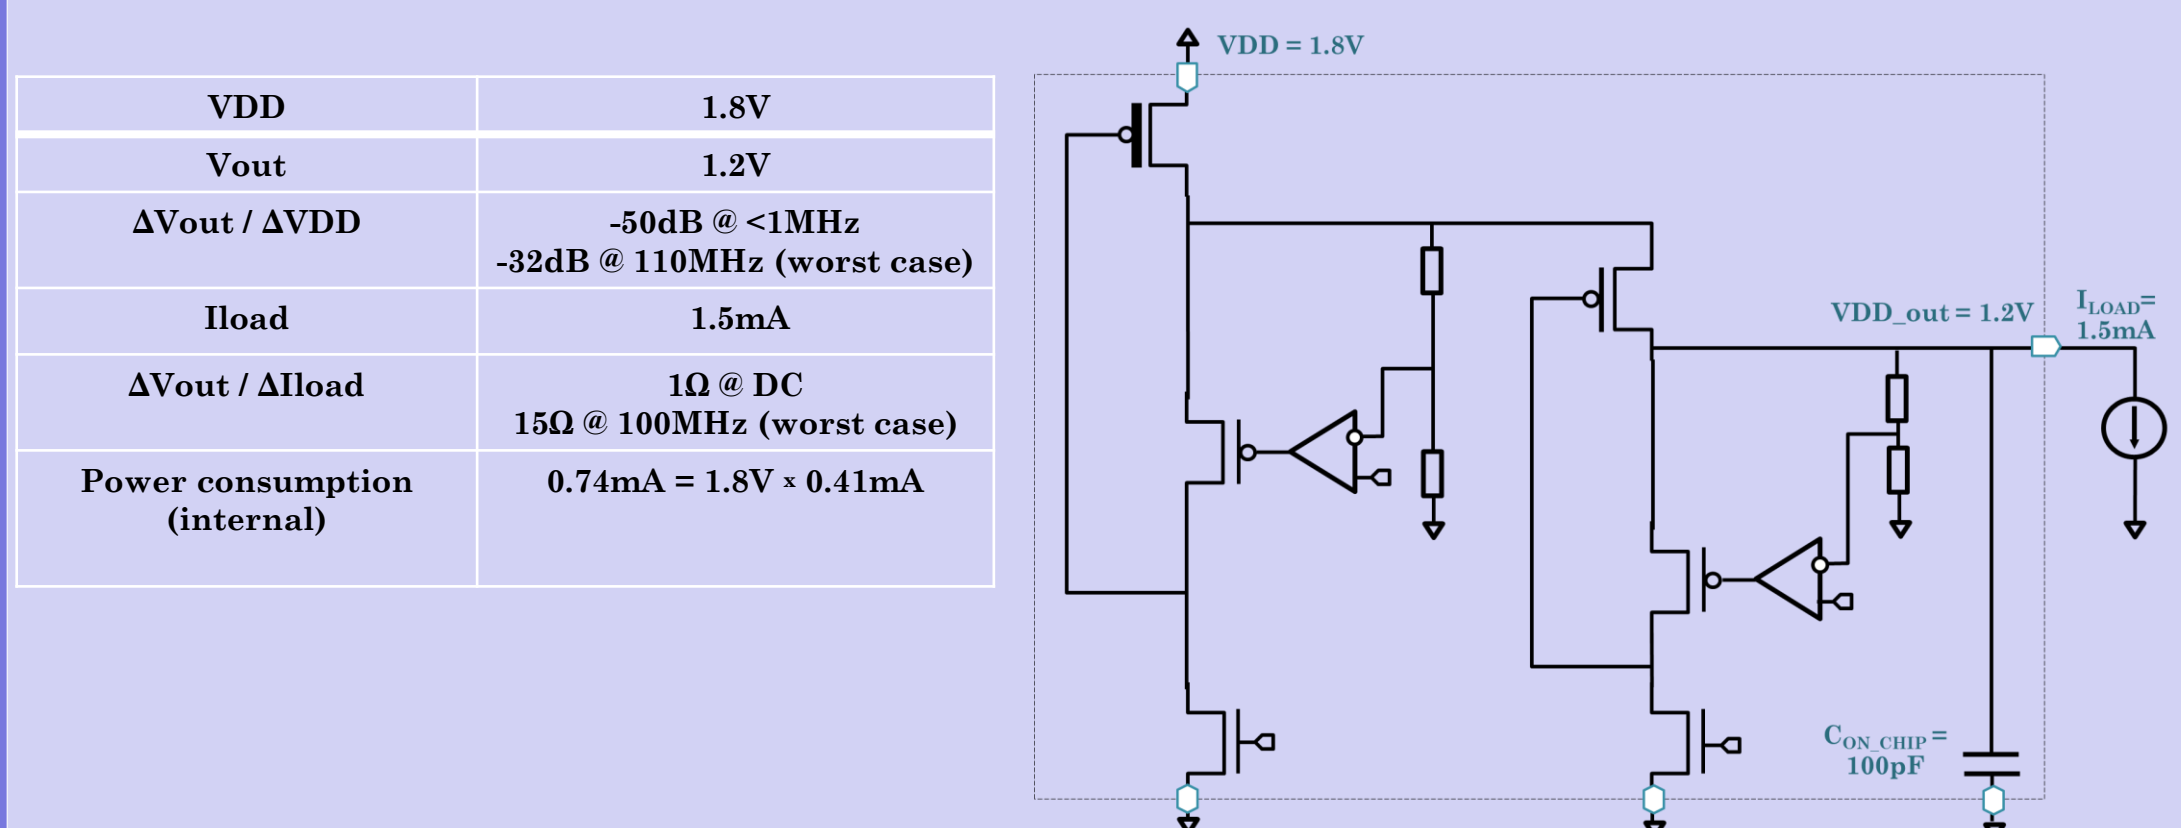 VDD 1.8V
Vout 1.2V
ΔVout / ΔVDD -50dB @ <1MHz
-32dB @ 110MHz (worst case)
Iload 1.5mA
ΔVout / ΔIload 1Ω @ DC
15Ω @ 100MHz (worst case)
Power consumption 0.74mA = 1.8V x 0.41mA
(internal)
VDD = 1.8V
VDD_out = 1.2V
ILOAD=
1.5mA
CON_CHIP =
100pF